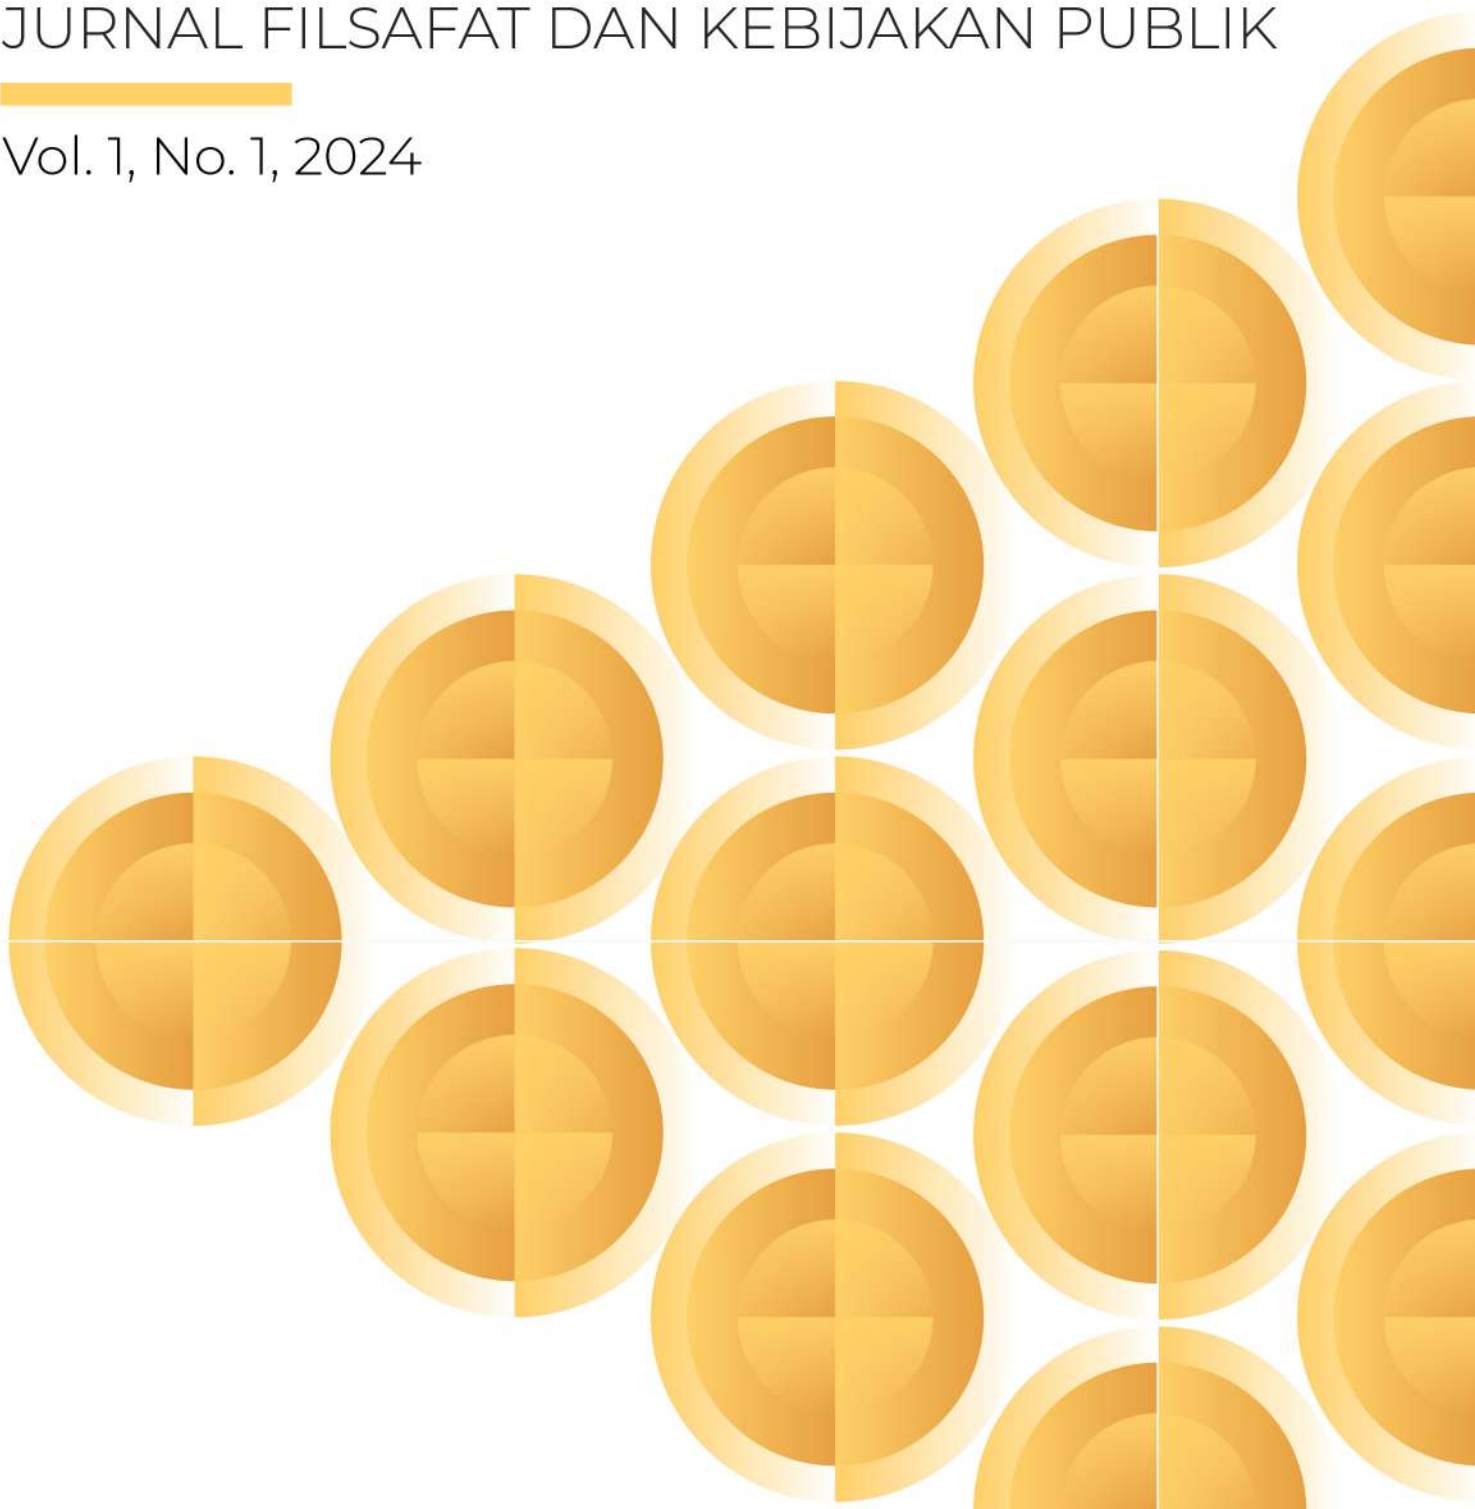 JURNAL FILSAFAT DAN KEBIJAKAN PUBLIK
Vol. 1, No. 1, 2024